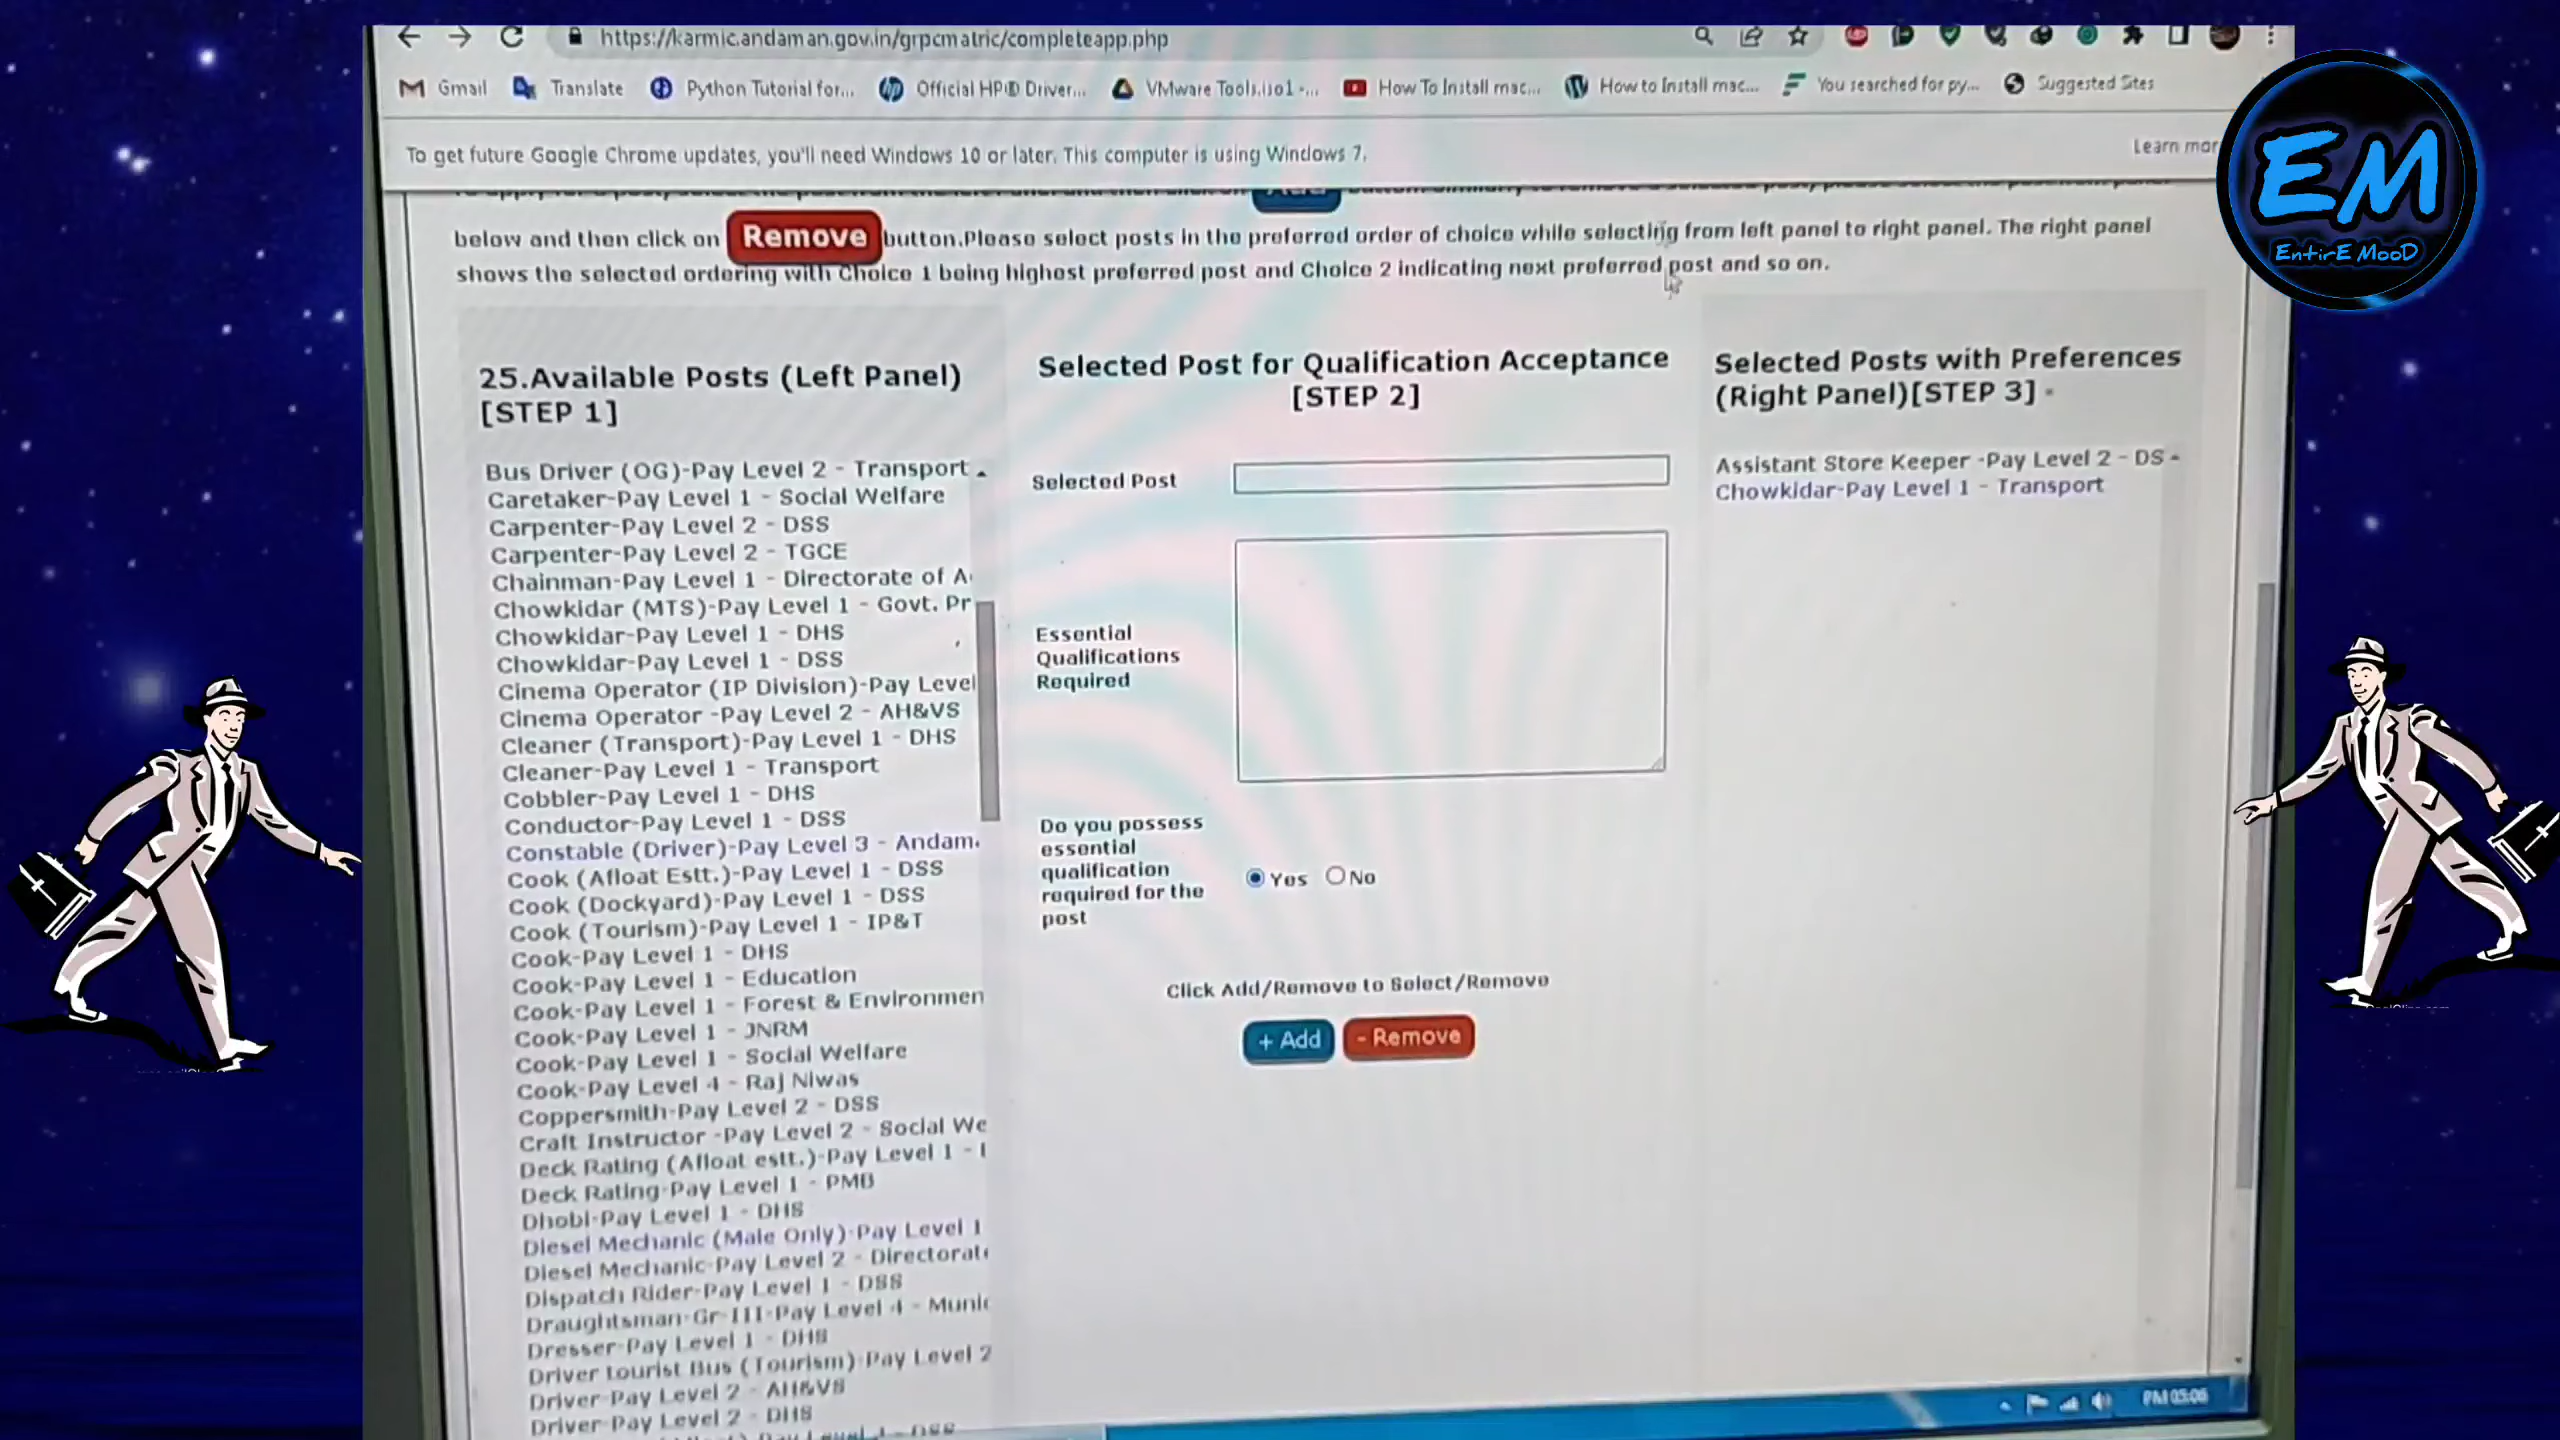 https://karmic.andaman.gov.in/grpcmatric/completeapp.php
Gmail Translate Python Tutorial for... Official HP® Driver... VMware Tools.iso1 -... How To Install mac... How to Install mac... You searched for py... Suggested Sites
To get future Google Chrome updates, you'll need Windows 10 or later. This computer is using Windows 7.
Learn mor
EM
EntirE MooD
below and then click on Remove button.Please select posts in the preferred order of choice while selecting from left panel to right panel. The right panel
shows the selected ordering with Choice 1 being highest preferred post and Choice 2 indicating next preferred post and so on.
25.Available Posts (Left Panel)
[STEP 1]
Bus Driver (OG)-Pay Level 2 - Transport
Caretaker-Pay Level 1 - Social Welfare
Carpenter-Pay Level 2 - DSS
Carpenter-Pay Level 2 - TGCE
Chainman-Pay Level 1 - Directorate of A
Chowkidar (MTS)-Pay Level 1 - Govt. Pr
Chowkidar-Pay Level 1 - DHS
Chowkidar-Pay Level 1 - DSS
Cinema Operator (IP Division)-Pay Level
Cinema Operator -Pay Level 2 - AH&VS
Cleaner (Transport)-Pay Level 1 - DHS
Cleaner-Pay Level 1 - Transport
Cobbler-Pay Level 1 - DHS
Conductor-Pay Level 1 - DSS
Constable (Driver)-Pay Level 3 - Andam
Cook (Afloat Estt.)-Pay Level 1 - DSS
Cook (Dockyard)-Pay Level 1 - DSS
Cook (Tourism)-Pay Level 1 - IP&T
Cook-Pay Level 1 - DHS
Cook-Pay Level 1 - Education
Cook-Pay Level 1 - Forest & Environmen
Cook-Pay Level 1 - JNRM
Cook-Pay Level 1 - Social Welfare
Cook-Pay Level 4 - Raj Niwas
Coppersmith-Pay Level 2 - DSS
Craft Instructor -Pay Level 2 - Social We
Deck Rating (Afloat estt.)-Pay Level 1 -
Deck Rating-Pay Level 1 - PMB
Dhobi-Pay Level 1 - DHS
Diesel Mechanic (Male Only)-Pay Level 1
Diesel Mechanic-Pay Level 2 - Directorat
Dispatch Rider-Pay Level 1 - DSS
Draughtsman-Gr-III-Pay Level 4 - Munic
Dresser-Pay Level 1 - DHS
Driver tourist Bus (Tourism)-Pay Level 2
Driver-Pay Level 2 - AH&VS
Driver-Pay Level 2 - DHS
Selected Post for Qualification Acceptance
[STEP 2]
Selected Post
Essential
Qualifications
Required
Do you possess
essential
qualification
required for the
post
Yes No
Click Add/Remove to Select/Remove
+ Add - Remove
Selected Posts with Preferences
(Right Panel)[STEP 3] -
Assistant Store Keeper -Pay Level 2 - DS
Chowkidar-Pay Level 1 - Transport
PM 05:06